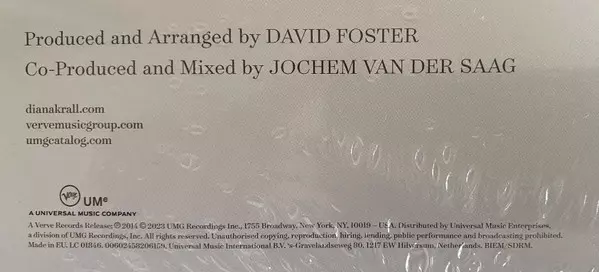 Produced and Arranged by DAVID FOSTER
Co-Produced and Mixed by JOCHEM VAN DER SAAG
dianakrall.com
vervemusicgroup.com
umgcatalog.com
Verve UM®
A UNIVERSAL MUSIC COMPANY
A Verve Records Release; ℗ 2014 © 2023 UMG Recordings Inc., 1755 Broadway, New York, NY, 10019 – USA. Distributed by Universal Music Enterprises,
a division of UMG Recordings, Inc. All rights reserved. Unauthorised copying, reproduction, hiring, lending, public performance and broadcasting prohibited.
Made in EU. LC 01846. 00602458206159. Universal Music International B.V. 's-Gravelandseweg 80, 1217 EW Hilversum, Netherlands. BIEM/SDRM.